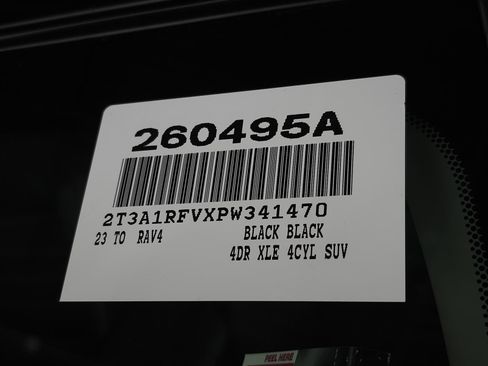 260495A
2T3A1RFVXPW341470
23 TO RAV4 BLACK BLACK
4DR XLE 4CYL SUV
PEEL HERE